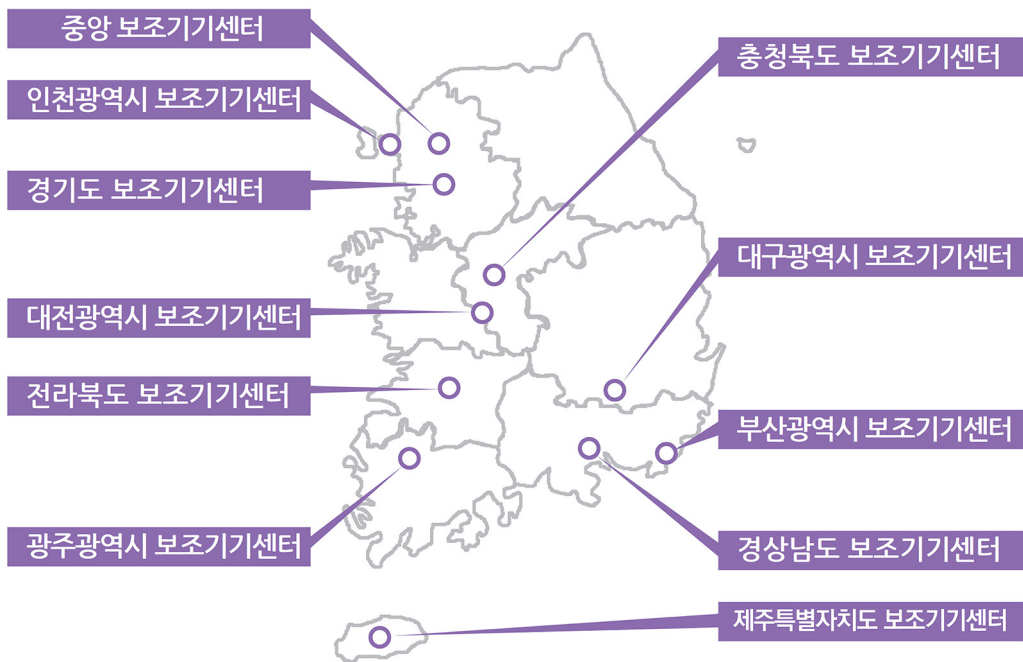 중앙 보조기기센터
인천광역시 보조기기센터
경기도 보조기기센터
대전광역시 보조기기센터
전라북도 보조기기센터
광주광역시 보조기기센터
충청북도 보조기기센터
대구광역시 보조기기센터
부산광역시 보조기기센터
경상남도 보조기기센터
제주특별자치도 보조기기센터